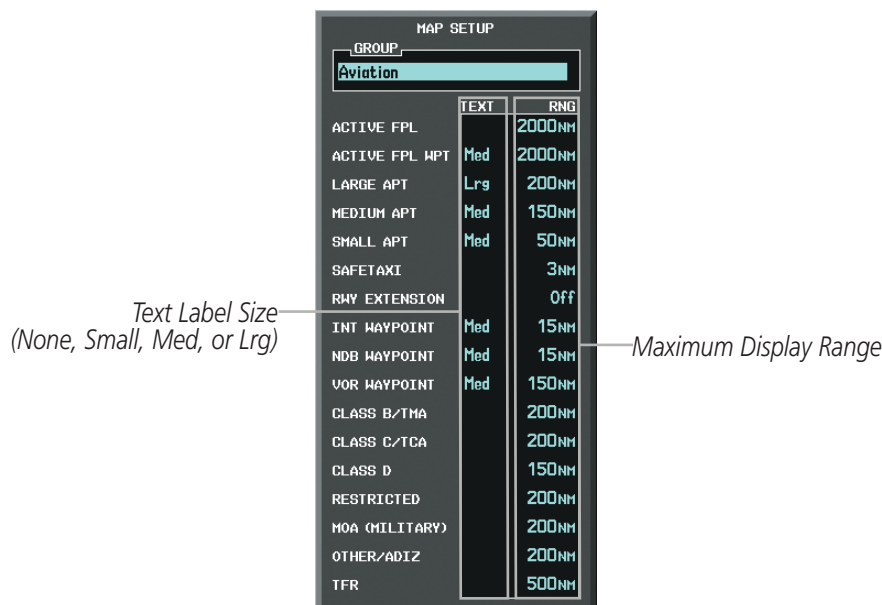 MAP SETUP
GROUP
Aviation
TEXT RNG
ACTIVE FPL 2000NM
ACTIVE FPL WPT Med 2000NM
LARGE APT Lrg 200NM
MEDIUM APT Med 150NM
SMALL APT Med 50NM
SAFETAXI 3NM
RWY EXTENSION Off
INT WAYPOINT Med 15NM
NDB WAYPOINT Med 15NM
VOR WAYPOINT Med 150NM
CLASS B/TMA 200NM
CLASS C/TCA 200NM
CLASS D 150NM
RESTRICTED 200NM
MOA (MILITARY) 200NM
OTHER/ADIZ 200NM
TFR 500NM
Text Label Size
(None, Small, Med, or Lrg)
Maximum Display Range